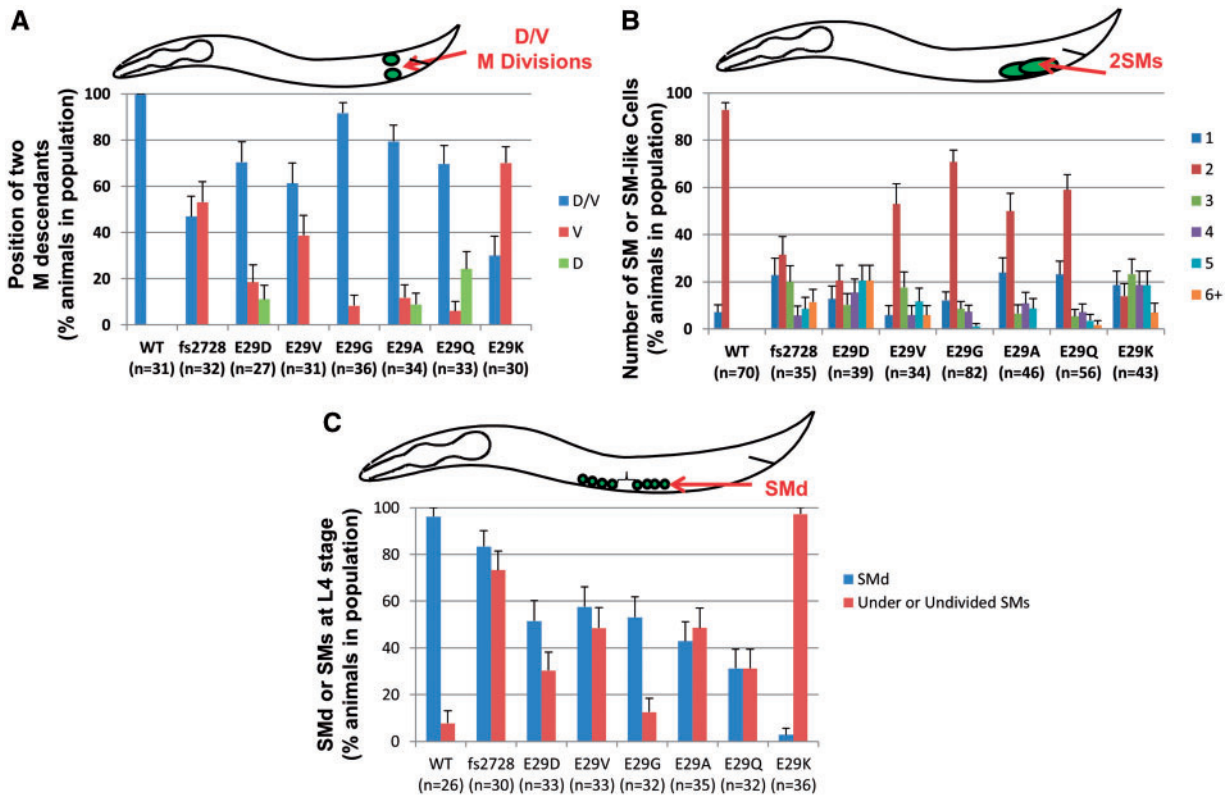 A
D/V
M Divisions
Position of two
M descendants
(% animals in population)
100
80
60
40
20
0
WT
(n=31)
fs2728
(n=32)
E29D
(n=27)
E29V
(n=31)
E29G
(n=36)
E29A
(n=34)
E29Q
(n=33)
E29K
(n=30)
D/V
V
D
B
2SMs
Number of SM or SM-like Cells
(% animals in population)
100
80
60
40
20
0
WT
(n=70)
fs2728
(n=35)
E29D
(n=39)
E29V
(n=34)
E29G
(n=82)
E29A
(n=46)
E29Q
(n=56)
E29K
(n=43)
1
2
3
4
5
6+
C
SMd
SMd or SMs at L4 stage
(% animals in population)
100
80
60
40
20
0
WT
(n=26)
fs2728
(n=30)
E29D
(n=33)
E29V
(n=33)
E29G
(n=32)
E29A
(n=35)
E29Q
(n=32)
E29K
(n=36)
SMd
Under or Undivided SMs